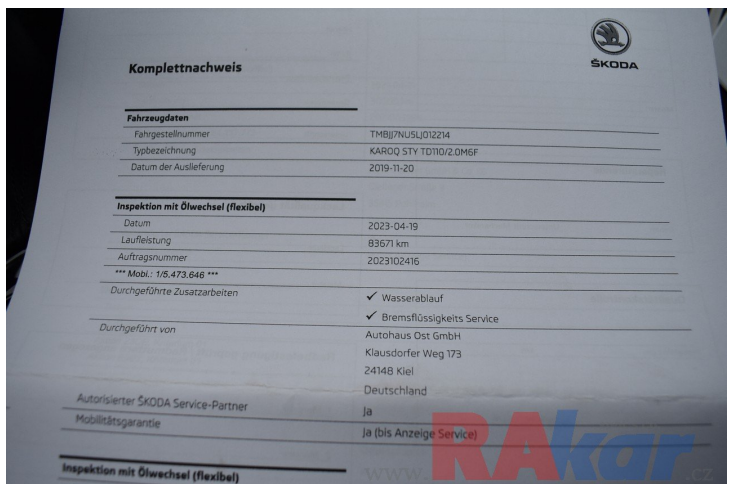 ŠKODA
Komplettnachweis
Fahrzeugdaten
Fahrgestellnummer TMBJJ7NU5LJ012214
Typbezeichnung KAROQ STY TD110/2.0M6F
Datum der Auslieferung 2019-11-20
Inspektion mit Ölwechsel (flexibel)
Datum 2023-04-19
Laufleistung 83671 km
Auftragsnummer 2023102416
*** Mobi.: 1/5.473.646 ***
Durchgeführte Zusatzarbeiten ✓ Wasserablauf
✓ Bremsflüssigkeits Service
Durchgeführt von Autohaus Ost GmbH
Klausdorfer Weg 173
24148 Kiel
Deutschland
Autorisierter ŠKODA Service-Partner Ja
Mobilitätsgarantie Ja (bis Anzeige Service)
Inspektion mit Ölwechsel (flexibel)
www.RAkar.cz